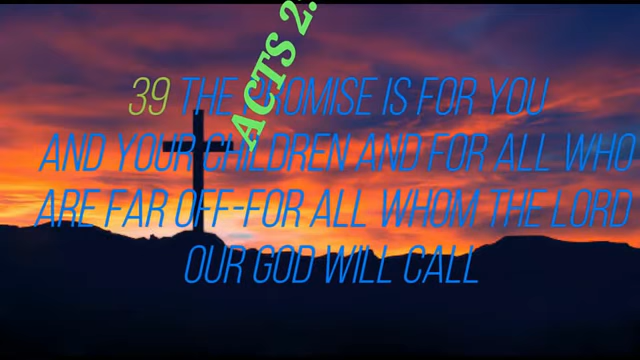 ACTS 2:
39 THE PROMISE IS FOR YOU
AND YOUR CHILDREN AND FOR ALL WHO
ARE FAR OFF-FOR ALL WHOM THE LORD
OUR GOD WILL CALL